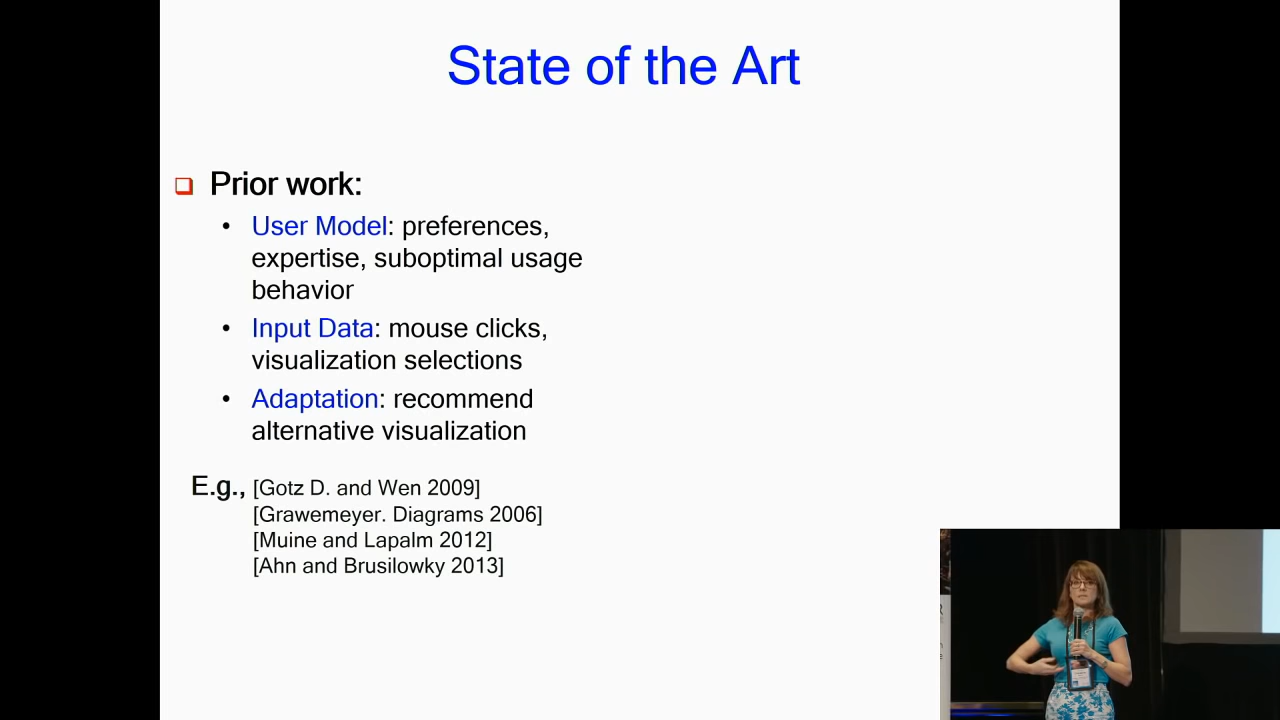 State of the Art
❑ Prior work:
• User Model: preferences,
expertise, suboptimal usage
behavior
• Input Data: mouse clicks,
visualization selections
• Adaptation: recommend
alternative visualization
E.g., [Gotz D. and Wen 2009]
[Grawemeyer. Diagrams 2006]
[Muine and Lapalm 2012]
[Ahn and Brusilowky 2013]